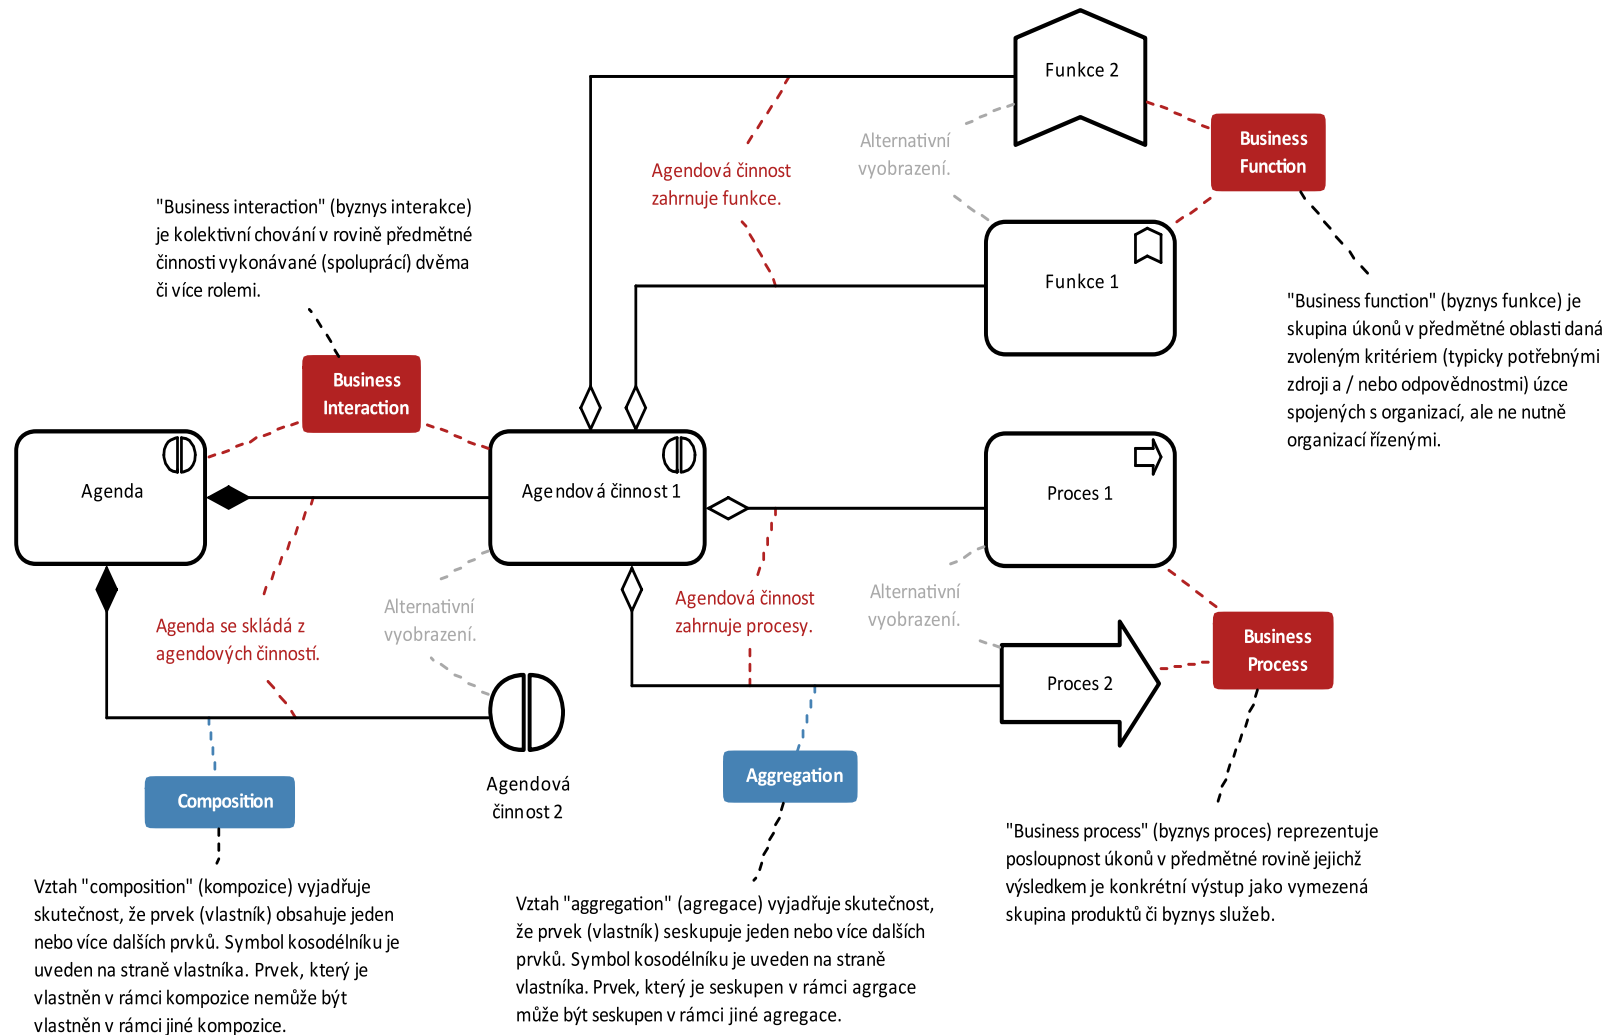 Funkce 2
Alternativní
vyobrazení.
Business
Function
Agendová činnost
zahrnuje funkce.
"Business interaction" (byznys interakce)
je kolektivní chování v rovině předmětné
činnosti vykonávané (spoluprácí) dvěma
či více rolemi.
Funkce 1
"Business function" (byznys funkce) je
skupina úkonů v předmětné oblasti daná
zvoleným kritériem (typicky potřebnými
zdroji a / nebo odpovědnostmi) úzce
spojených s organizací, ale ne nutně
organizací řízenými.
Business
Interaction
Agenda
Agendová činnost 1
Proces 1
Agenda se skládá z
agendových činností.
Alternativní
vyobrazení.
Agendová činnost
zahrnuje procesy.
Alternativní
vyobrazení.
Business
Process
Proces 2
Composition
Agendová
činnost 2
Aggregation
"Business process" (byznys proces) reprezentuje
posloupnost úkonů v předmětné rovině jejichž
výsledkem je konkrétní výstup jako vymezená
skupina produktů či byznys služeb.
Vztah "composition" (kompozice) vyjadřuje
skutečnost, že prvek (vlastník) obsahuje jeden
nebo více dalších prvků. Symbol kosodélníku je
uveden na straně vlastníka. Prvek, který je
vlastněn v rámci kompozice nemůže být
vlastněn v rámci jiné kompozice.
Vztah "aggregation" (agregace) vyjadřuje skutečnost,
že prvek (vlastník) seskupuje jeden nebo více dalších
prvků. Symbol kosodélníku je uveden na straně
vlastníka. Prvek, který je seskupen v rámci agrgace
může být seskupen v rámci jiné agregace.